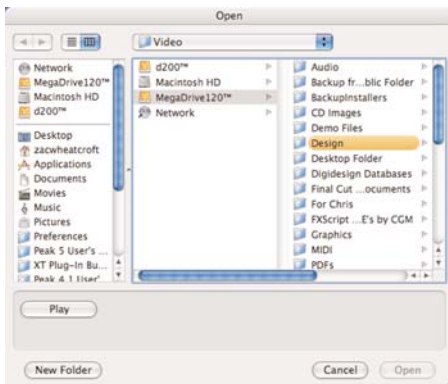 Open
Video
Network
MegaDrive120™
Macintosh HD
d200™
Desktop
zacwheatcroft
Applications
Documents
Movies
Music
Pictures
Preferences
Peak 5 User's ...
XT Plug-In Bu...
Peak 4.1 User'
d200™
Macintosh HD
MegaDrive120™
Network
Audio
Backup fr...blic Folder
BackupInstallers
CD Images
Demo Files
Design
Desktop Folder
Digidesign Databases
Final Cut ...ocuments
For Chris
FXScript ...E's by CGM
Graphics
MIDI
PDFs
Play
New Folder
Cancel
Open